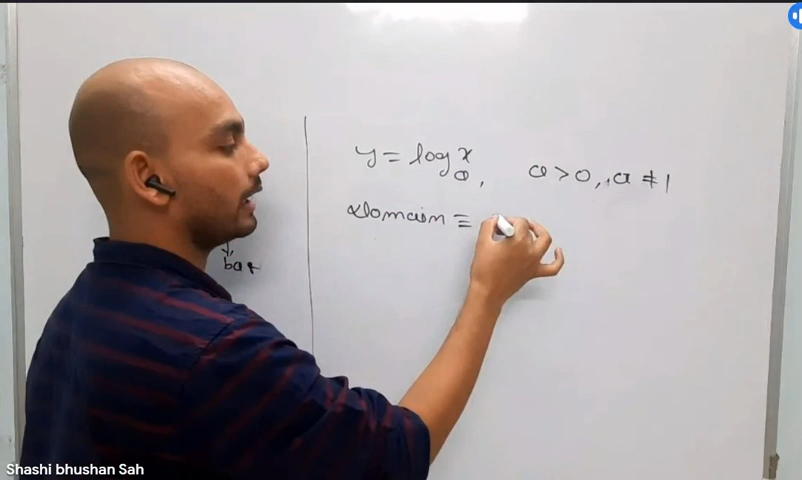 y = log x a, a > 0, a ≠ 1
Domain ≡
bar
Shashi bhushan Sah